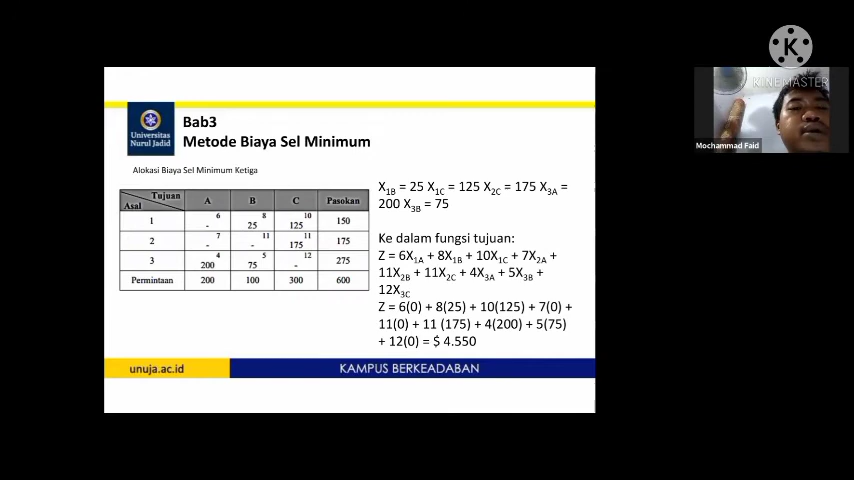 K
KINEMASTER
Mochammad Faid
Universitas
Nurul Jadid
Bab3
Metode Biaya Sel Minimum
Alokasi Biaya Sel Minimum Ketiga
Tujuan
Asal A B C Pasokan
1 - 6 25 8 125 10 150
2 - 7 - 11 175 11 175
3 200 4 75 5 - 12 275
Permintaan 200 100 300 600
X1B = 25 X1C = 125 X2C = 175 X3A =
200 X3B = 75
Ke dalam fungsi tujuan:
Z = 6X1A + 8X1B + 10X1C + 7X2A +
11X2B + 11X2C + 4X3A + 5X3B +
12X3C
Z = 6(0) + 8(25) + 10(125) + 7(0) +
11(0) + 11 (175) + 4(200) + 5(75)
+ 12(0) = $ 4.550
unuja.ac.id
KAMPUS BERKEADABAN